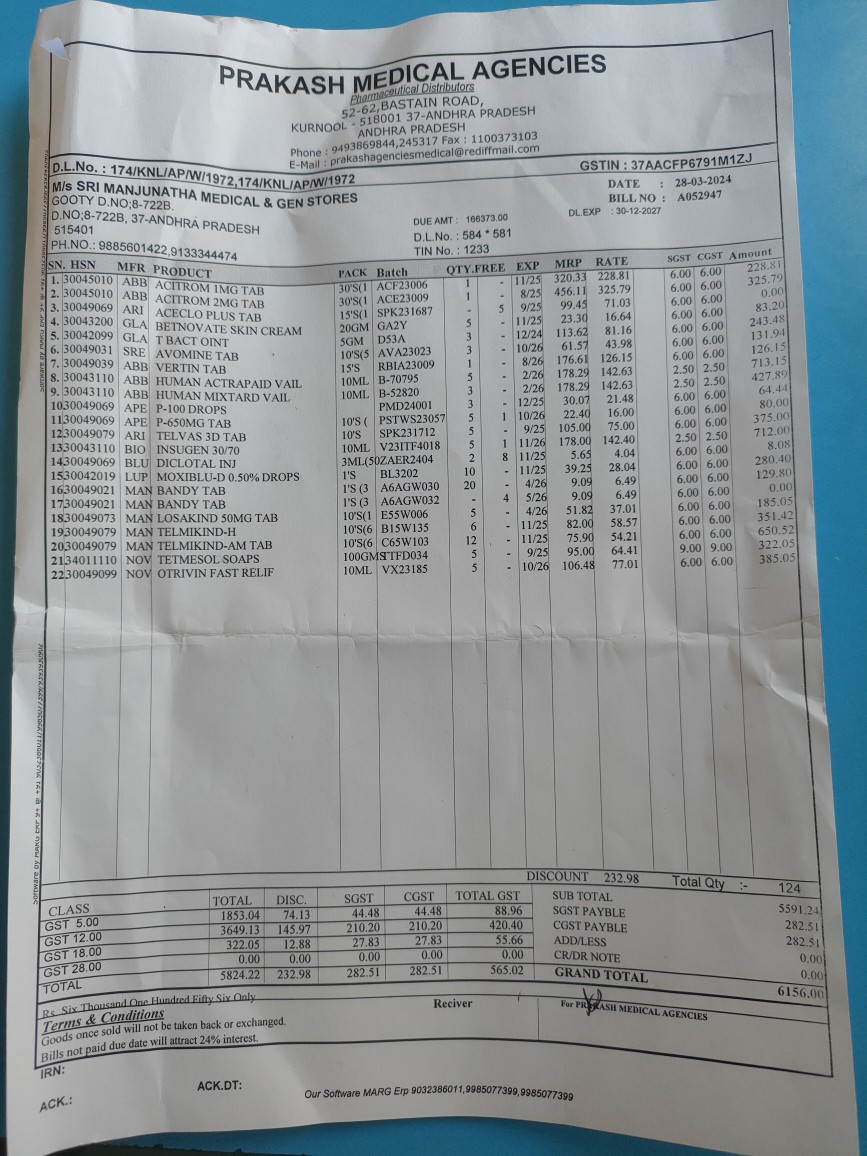 PRAKASH MEDICAL AGENCIES
Pharmaceutical Distributors
52-62,BASTAIN ROAD,
KURNOOL - 518001 37-ANDHRA PRADESH
ANDHRA PRADESH
Phone : 9493869844,245317 Fax : 1100373103
E-Mail : prakashagenciesmedical@rediffmail.com
D.L.No. : 174/KNL/AP/W/1972,174/KNL/AP/W/1972 GSTIN : 37AACFP6791M1ZJ
M/s SRI MANJUNATHA MEDICAL & GEN STORES
GOOTY D.NO;8-722B.
D.NO;8-722B, 37-ANDHRA PRADESH
515401
PH.NO.: 9885601422,9133344474
DUE AMT : 166373.00
D.L.No. : 584 * 581
TIN No. : 1233
DATE : 28-03-2024
BILL NO : A052947
DL.EXP : 30-12-2027
SN. HSN MFR PRODUCT PACK Batch QTY. FREE EXP MRP RATE SGST CGST Amount
1. 30045010 ABB ACITROM 1MG TAB 30'S(1 ACF23006 1 - 11/25 320.33 228.81 6.00 6.00 228.81
2. 30045010 ABB ACITROM 2MG TAB 30'S(1 ACE23009 1 - 8/25 456.11 325.79 6.00 6.00 325.79
3. 30049069 ARI ACECLO PLUS TAB 15'S(1 SPK231687 - 5 9/25 99.45 71.03 6.00 6.00 0.00
4. 30043200 GLA BETNOVATE SKIN CREAM 20GM GA2Y 5 - 11/25 23.30 16.64 6.00 6.00 83.20
5. 30042099 GLA T BACT OINT 5GM D53A 3 - 12/24 113.62 81.16 6.00 6.00 243.48
6. 30049031 SRE AVOMINE TAB 10'S(5 AVA23023 3 - 10/26 61.57 43.98 6.00 6.00 131.94
7. 30049039 ABB VERTIN TAB 15'S RBIA23009 1 - 8/26 176.61 126.15 6.00 6.00 126.15
8. 30043110 ABB HUMAN ACTRAPAID VAIL 10ML B-70795 5 - 2/26 178.29 142.63 2.50 2.50 713.15
9. 30043110 ABB HUMAN MIXTARD VAIL 10ML B-52820 3 - 2/26 178.29 142.63 2.50 2.50 427.89
10 30049069 APE P-100 DROPS PMD24001 3 - 12/25 30.07 21.48 6.00 6.00 64.44
11 30049069 APE P-650MG TAB 10'S ( PSTWS23057 5 1 10/26 22.40 16.00 6.00 6.00 80.00
12 30049079 ARI TELVAS 3D TAB 10'S SPK231712 5 - 9/25 105.00 75.00 6.00 6.00 375.00
13 30043110 BIO INSUGEN 30/70 10ML V23ITF4018 5 1 11/26 178.00 142.40 2.50 2.50 712.00
14 30049069 BLU DICLOTAL INJ 3ML(50 ZAER2404 2 8 11/25 5.65 4.04 6.00 6.00 8.08
15 30042019 LUP MOXIBLU-D 0.50% DROPS 1'S BL3202 10 - 11/25 39.25 28.04 6.00 6.00 280.40
16 30049021 MAN BANDY TAB 1'S (3 A6AGW030 20 - 4/26 9.09 6.49 6.00 6.00 129.80
17 30049021 MAN BANDY TAB 1'S (3 A6AGW032 - 4 5/26 9.09 6.49 6.00 6.00 0.00
18 30049073 MAN LOSAKIND 50MG TAB 10'S(1 E55W006 5 - 4/26 51.82 37.01 6.00 6.00 185.05
19 30049079 MAN TELMIKIND-H 10'S(6 B15W135 6 - 11/25 82.00 58.57 6.00 6.00 351.42
20 30049079 MAN TELMIKIND-AM TAB 10'S(6 C65W103 12 - 11/25 75.90 54.21 6.00 6.00 650.52
21 34011110 NOV TETMESOL SOAPS 100GMS TFD034 5 - 9/25 95.00 64.41 9.00 9.00 322.05
22 30049099 NOV OTRIVIN FAST RELIF 10ML VX23185 5 - 10/26 106.48 77.01 6.00 6.00 385.05
DISCOUNT 232.98 Total Qty :- 124
CLASS TOTAL DISC. SGST CGST TOTAL GST
GST 5.00 1853.04 74.13 44.48 44.48 88.96
GST 12.00 3649.13 145.97 210.20 210.20 420.40
GST 18.00 322.05 12.88 27.83 27.83 55.66
GST 28.00 0.00 0.00 0.00 0.00 0.00
TOTAL 5824.22 232.98 282.51 282.51 565.02
SUB TOTAL 5591.24
SGST PAYBLE 282.51
CGST PAYBLE 282.51
ADD/LESS 0.00
CR/DR NOTE 0.00
GRAND TOTAL 6156.00
Rs. Six Thousand One Hundred Fifty Six Only
Terms & Conditions
Goods once sold will not be taken back or exchanged.
Bills not paid due date will attract 24% interest.
Reciver
For PRAKASH MEDICAL AGENCIES
IRN:
ACK.: ACK.DT:
Our Software MARG Erp 9032386011,9985077399,9985077399